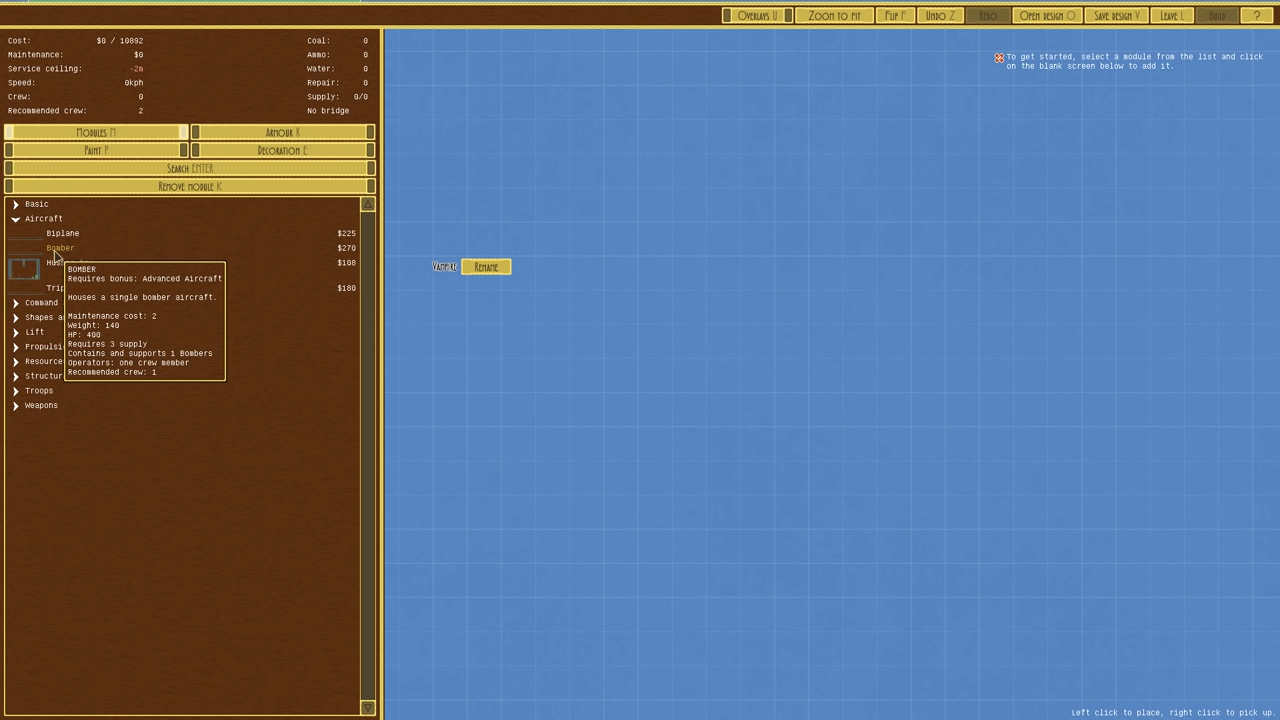 Overlays U
Zoom to fit
Flip F
Undo Z
Redo
Open design O
Save design V
Leave L
Build
?
Cost: $0 / 10892
Coal: 0
Maintenance: $0
Ammo: 0
Service ceiling: -2m
Water: 0
Speed: 0kph
Repair: 0
Crew: 0
Supply: 0/0
Recommended crew: 2
No bridge
To get started, select a module from the list and click
on the blank screen below to add it.
Modules M
Armour R
Paint P
Decoration E
Search ENTER
Remove module K
Basic
Aircraft
Biplane $225
Bomber $270
$108
$180
BOMBER
Requires bonus: Advanced Aircraft
Houses a single bomber aircraft.
Maintenance cost: 2
Weight: 140
HP: 400
Requires 3 supply
Contains and supports 1 Bombers
Operators: one crew member
Recommended crew: 1
Command
Shapes
Lift
Troops
Weapons
Vampire
Rename
Left click to place, right click to pick up.